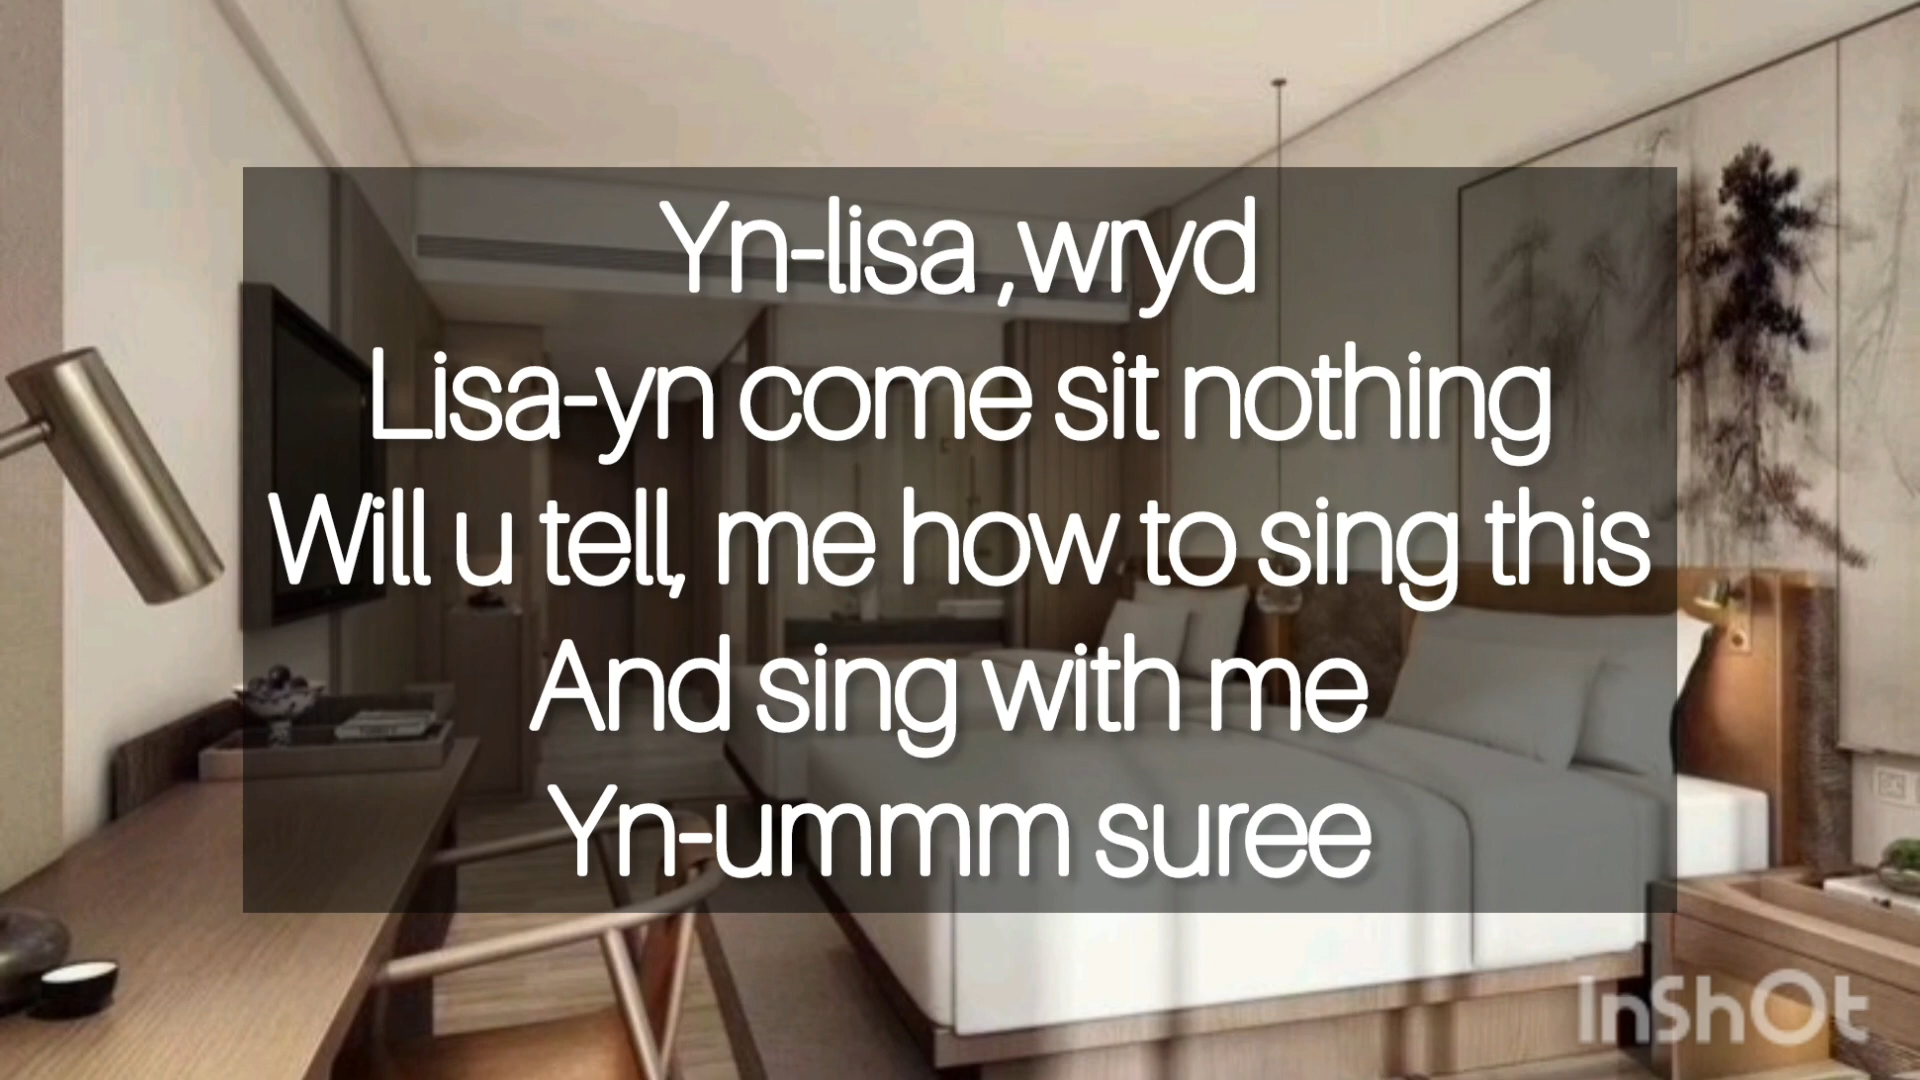 Yn-lisa ,wryd
Lisa-yn come sit nothing
Will u tell, me how to sing this
And sing with me
Yn-ummm suree
InShOt